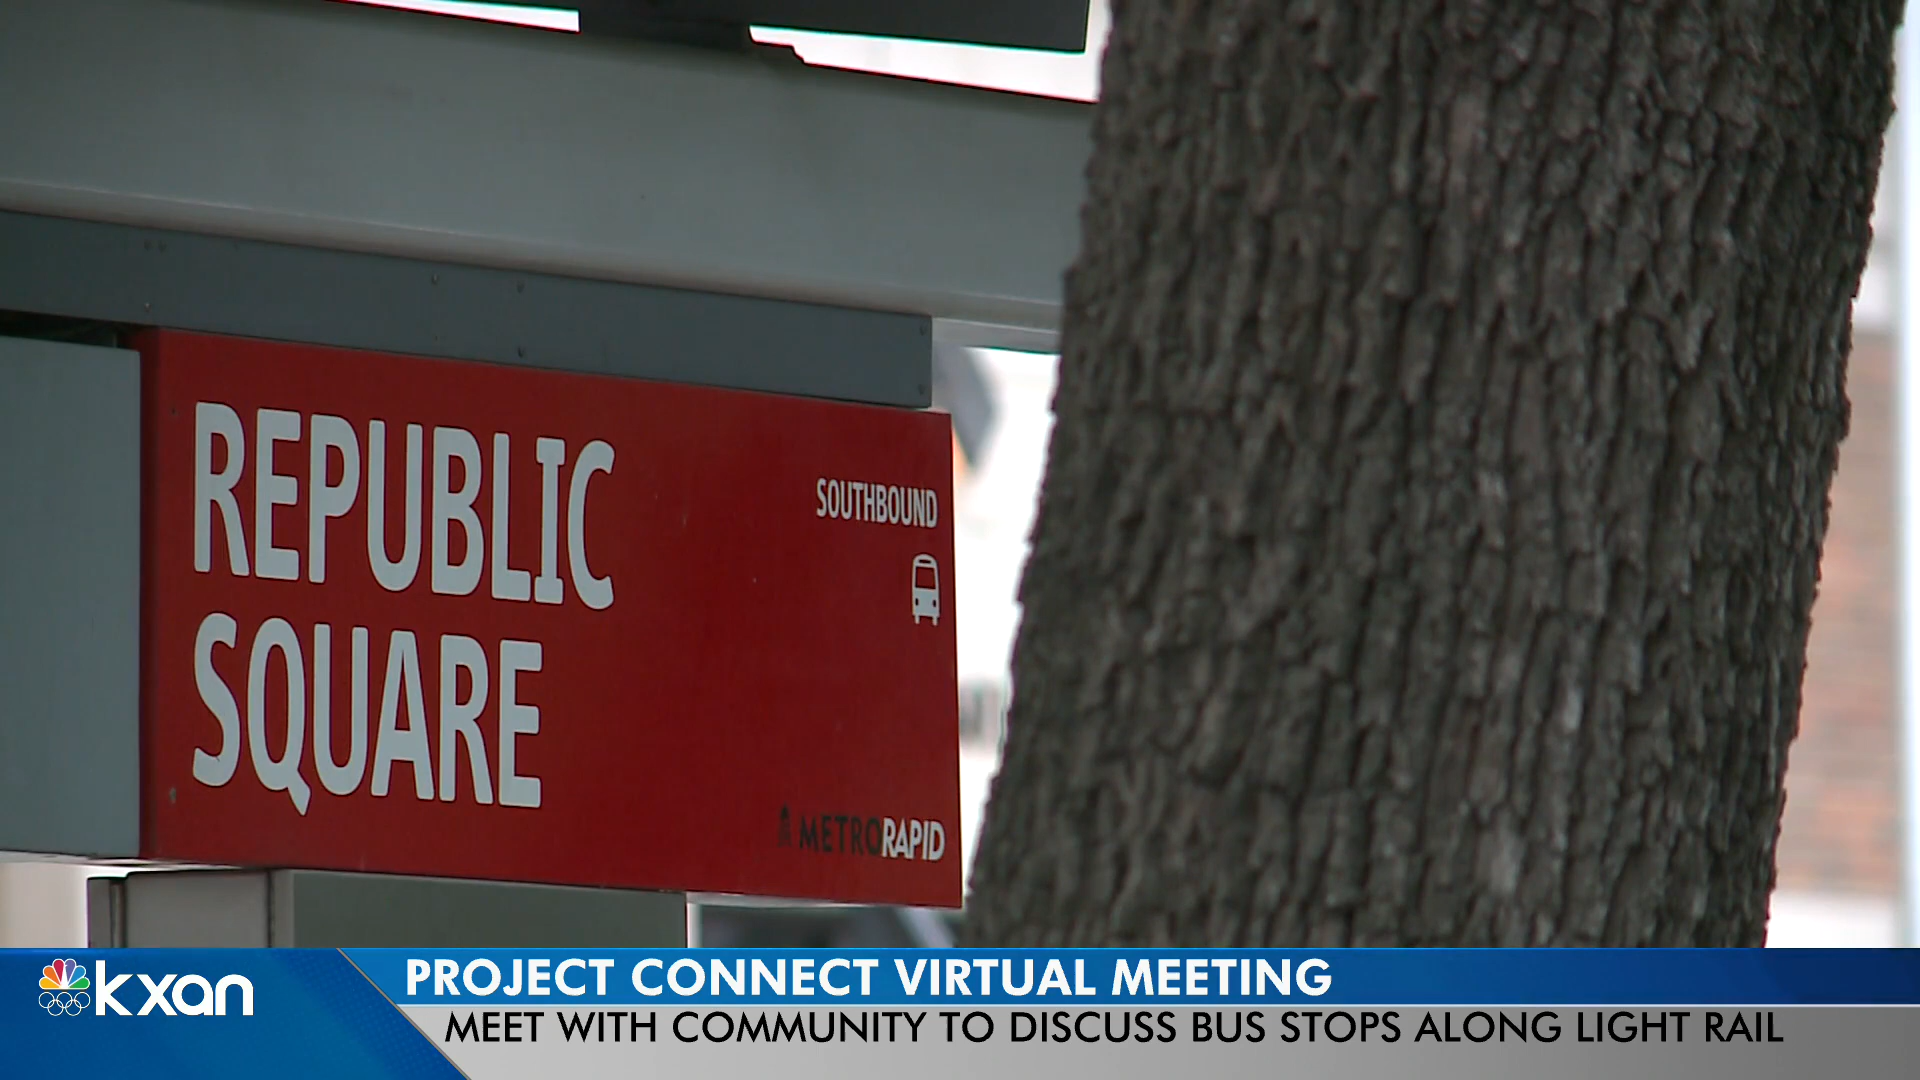 REPUBLIC
SQUARE
SOUTHBOUND
METRORAPID
kxan
PROJECT CONNECT VIRTUAL MEETING
MEET WITH COMMUNITY TO DISCUSS BUS STOPS ALONG LIGHT RAIL